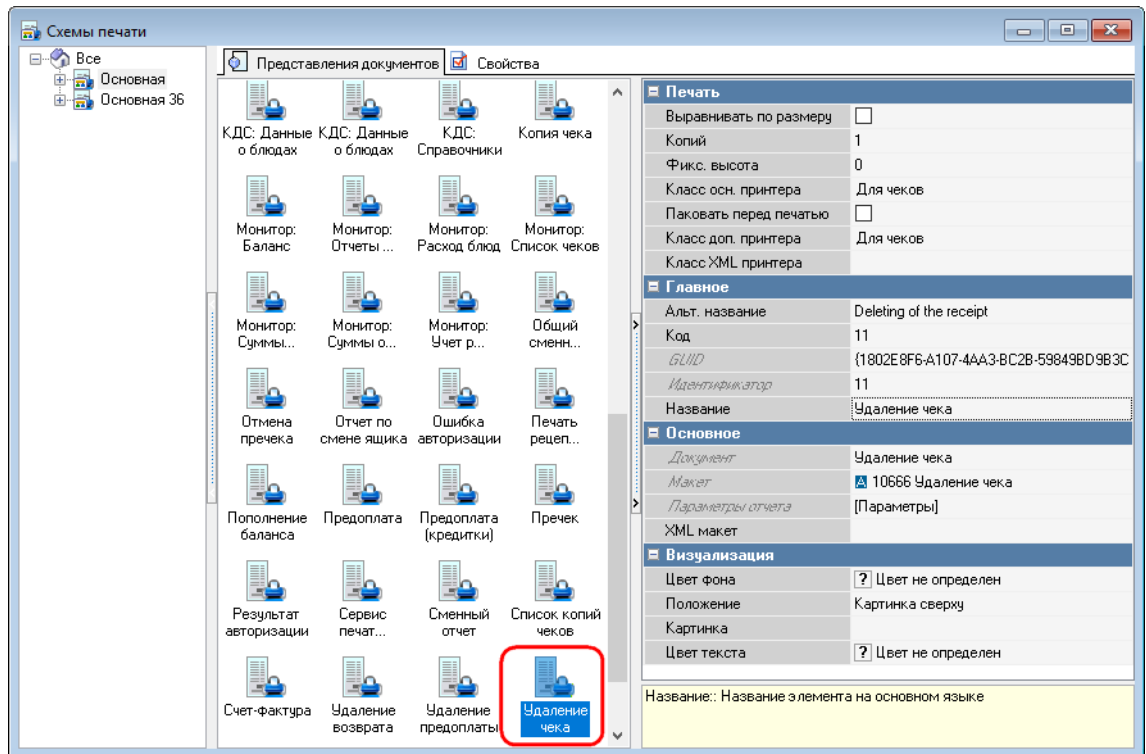 Схемы печати
Все
Основная
Основная 36
Представления документов
Свойства
КДС: Данные о блюдах
КДС: Данные о блюдах
КДС: Справочники
Копия чека
Монитор: Баланс
Монитор: Отчеты ...
Монитор: Расход блюд
Монитор: Список чеков
Монитор: Суммы...
Монитор: Суммы о...
Монитор: Учет р...
Общий сменн...
Отмена пречека
Отчет по смене ящика
Ошибка авторизации
Печать рецеп...
Пополнение баланса
Предоплата
Предоплата (кредитки)
Пречек
Результат авторизации
Сервис печат...
Сменный отчет
Список копий чеков
Счет-фактура
Удаление возврата
Удаление предоплаты
Удаление чека
Печать
Выравнивать по размеру
Копий 1
Фикс. высота 0
Класс осн. принтера Для чеков
Паковать перед печатью
Класс доп. принтера Для чеков
Класс XML принтера
Главное
Альт. название Deleting of the receipt
Код 11
GUID {1802E8F6-A107-4AA3-BC2B-59849BD9B3C
Идентификатор 11
Название Удаление чека
Основное
Документ Удаление чека
Макет A 10666 Удаление чека
Параметры отчета [Параметры]
XML макет
Визуализация
Цвет фона ? Цвет не определен
Положение Картинка сверху
Картинка
Цвет текста ? Цвет не определен
Название:: Название элемента на основном языке